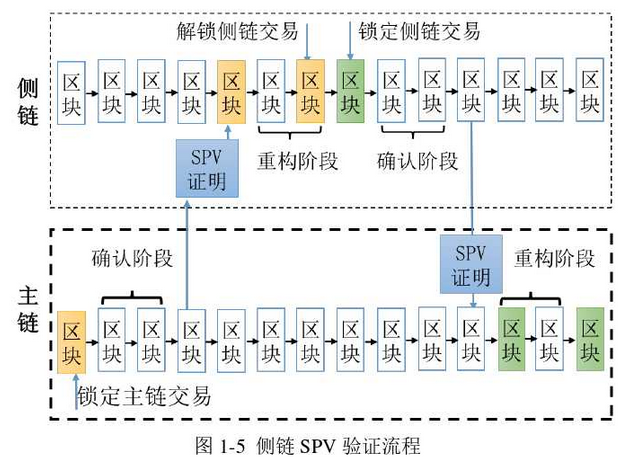 解锁侧链交易 锁定侧链交易
侧链
区块 区块 区块 区块 区块 区块 区块 区块 区块 区块 区块 区块 区块 区块
SPV
证明
重构阶段 确认阶段
确认阶段
SPV
证明
重构阶段
主链
区块 区块 区块 区块 区块 区块 区块 区块 区块 区块 区块 区块 区块 区块
锁定主链交易
图 1-5 侧链 SPV 验证流程